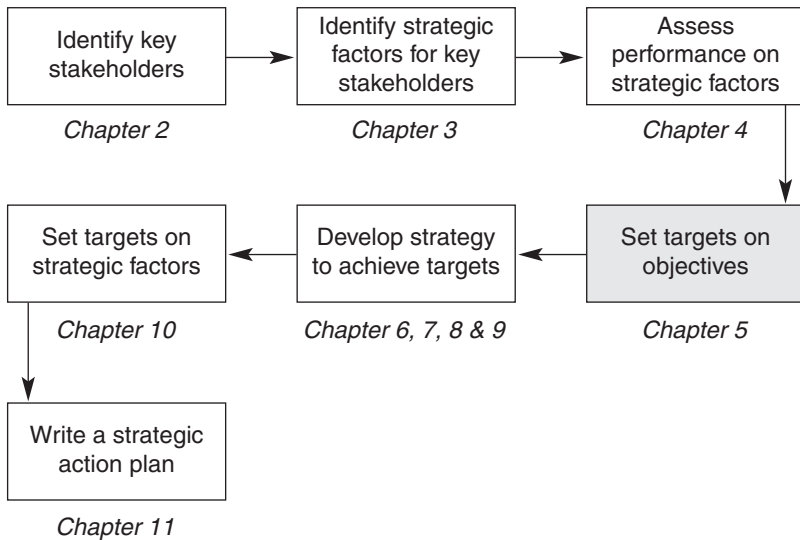 Identify key
stakeholders
Chapter 2
Identify strategic
factors for key
stakeholders
Chapter 3
Assess
performance on
strategic factors
Chapter 4
Set targets on
strategic factors
Chapter 10
Develop strategy
to achieve targets
Chapter 6, 7, 8 & 9
Set targets on
objectives
Chapter 5
Write a strategic
action plan
Chapter 11